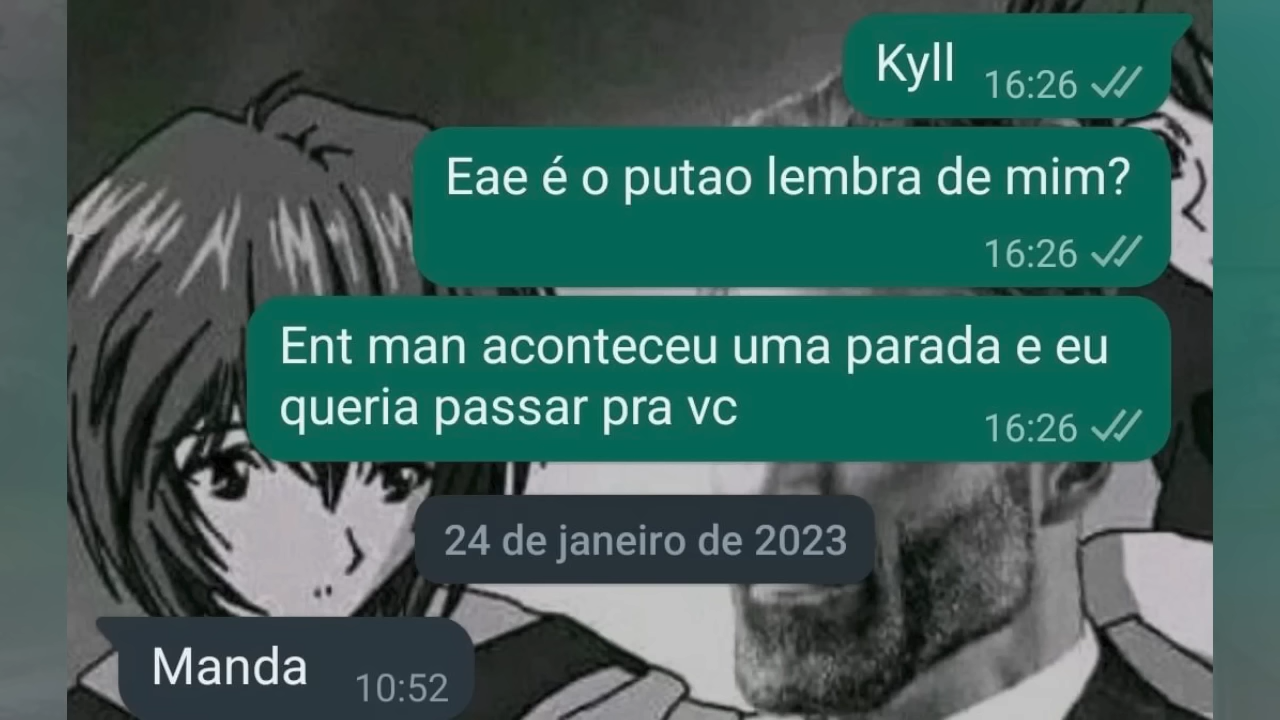 Kyll 16:26
Eae é o putao lembra de mim?
16:26
Ent man aconteceu uma parada e eu
queria passar pra vc 16:26
24 de janeiro de 2023
Manda 10:52